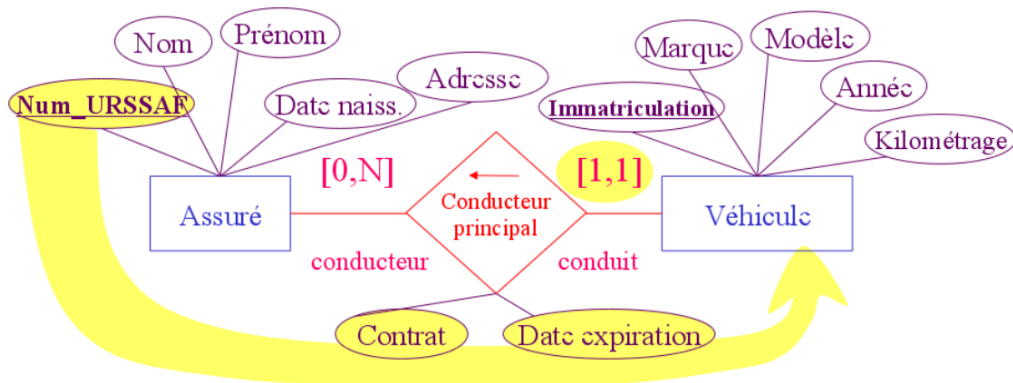 Nom
Prénom
Num_URSSAF
Date naiss.
Adresse
Marque
Modèle
Immatriculation
Année
Kilométrage
[0,N]
[1,1]
Assuré
Conducteur
principal
Véhicule
conducteur
conduit
Contrat
Date expiration